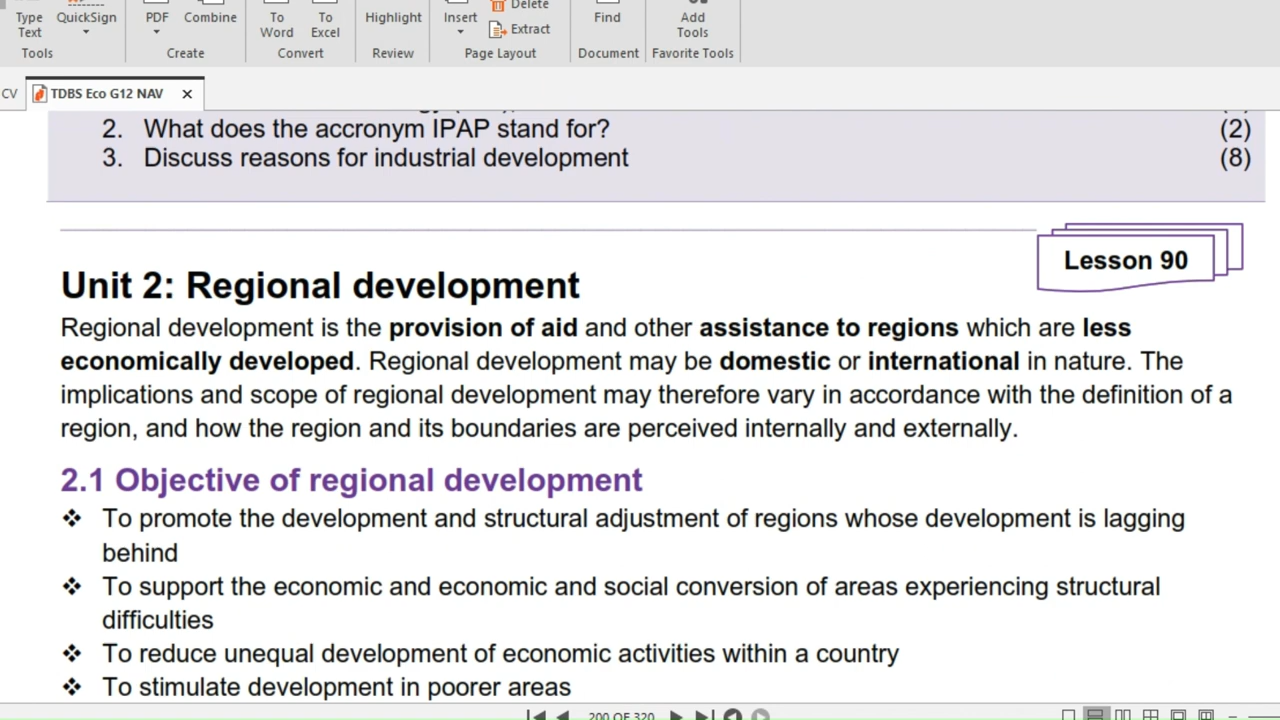 Type Text
QuickSign
PDF
Combine
To Word
To Excel
Highlight
Insert
Delete
Extract
Find
Add Tools
Tools
Create
Convert
Review
Page Layout
Document
Favorite Tools
CV
TDBS Eco G12 NAV ×
2. What does the accronym IPAP stand for? (2)
3. Discuss reasons for industrial development (8)
Lesson 90
Unit 2: Regional development
Regional development is the provision of aid and other assistance to regions which are less
economically developed. Regional development may be domestic or international in nature. The
implications and scope of regional development may therefore vary in accordance with the definition of a
region, and how the region and its boundaries are perceived internally and externally.
2.1 Objective of regional development
❖ To promote the development and structural adjustment of regions whose development is lagging
behind
❖ To support the economic and economic and social conversion of areas experiencing structural
difficulties
❖ To reduce unequal development of economic activities within a country
❖ To stimulate development in poorer areas
200 OF 320